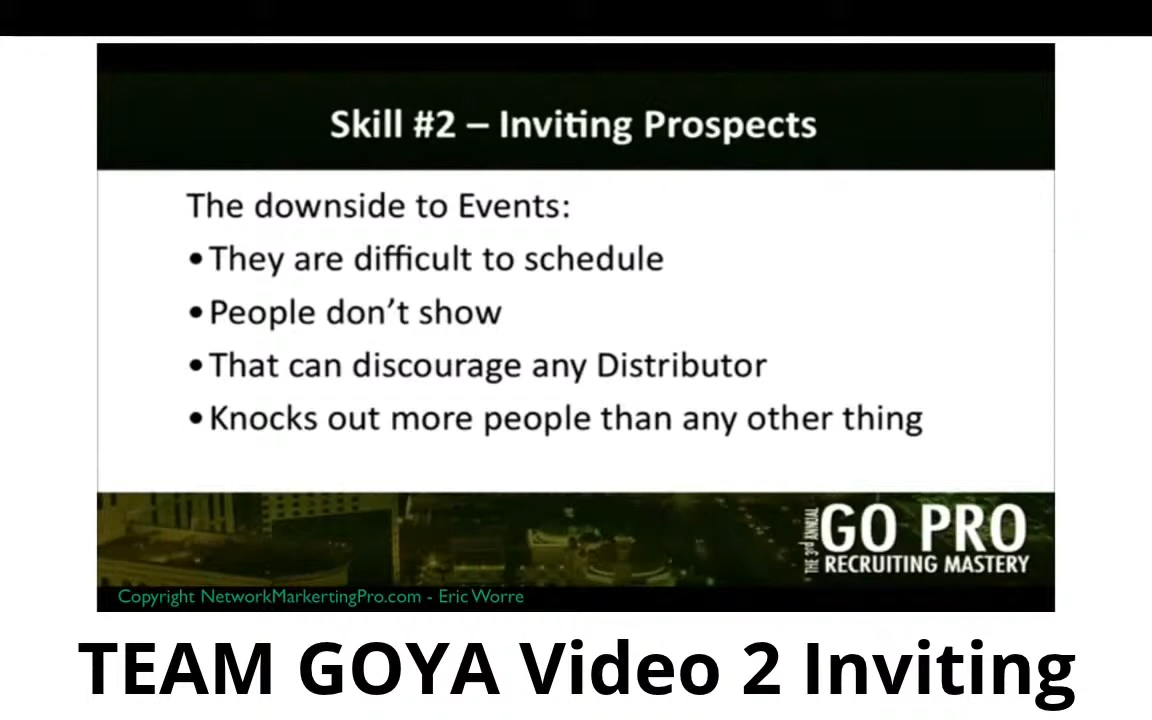 Skill #2 – Inviting Prospects
The downside to Events:
•They are difficult to schedule
•People don't show
•That can discourage any Distributor
•Knocks out more people than any other thing
THE 3rd ANNUAL
GO PRO
RECRUITING MASTERY
Copyright NetworkMarkertingPro.com - Eric Worre
TEAM GOYA Video 2 Inviting